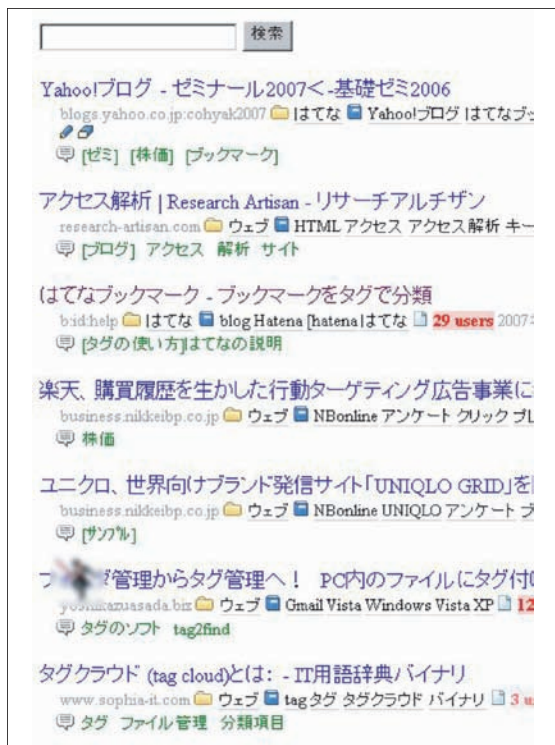 検索
Yahoo!ブログ - ゼミナール2007<-基礎ゼミ2006
blogs.yahoo.co.jp:cohyak2007 はてな Yahoo!ブログ はてなブッ
[ゼミ] [株価] [ブックマーク]
アクセス解析 | Research Artisan - リサーチアルチザン
research-artisan.com ウェブ HTML アクセス アクセス解析 キー
[ブログ] アクセス 解析 サイト
はてなブックマーク - ブックマークをタグで分類
b:id:help はてな blog Hatena [hatena]はてな 29 users 2007
[タグの使い方]はてなの説明
楽天、購買履歴を生かした行動ターゲティング広告事業に
business.nikkeibp.co.jp ウェブ NBonline アンケート クリック プレ
株価
ユニクロ、世界向けブランド発信サイト「UNIQLO GRID」を
business.nikkeibp.co.jp ウェブ NBonline UNIQLO アンケート ブ
[サンプル]
管理からタグ管理へ! PC内のファイルにタグ付
ウェブ Gmail Vista Windows Vista XP 12
タグのソフト tag2find
タグクラウド (tag cloud)とは: - IT用語辞典バイナリ
www.sophia-it.com ウェブ tag タグ タグクラウド バイナリ 3 u
タグ ファイル管理 分類項目